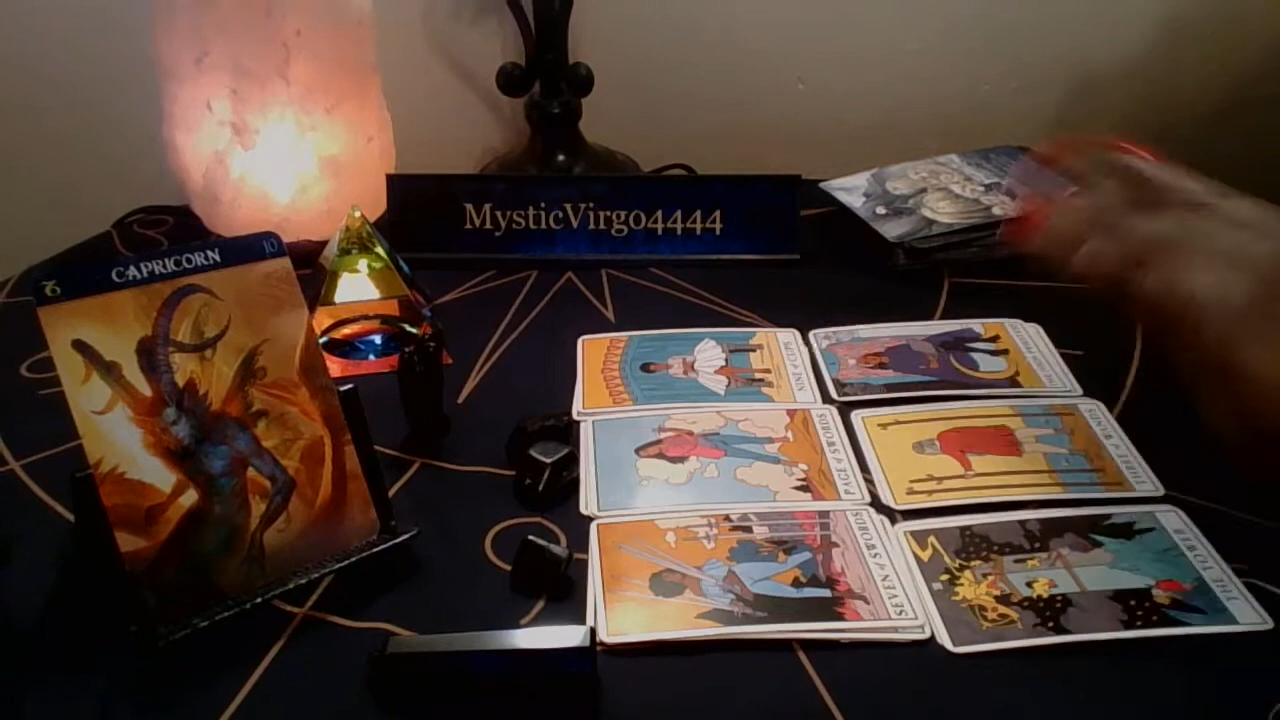 MysticVirgo4444
♑ CAPRICORN 10
NINE of CUPS
PAGE of SWORDS
THREE of WANDS
SEVEN of SWORDS
THE TOWER